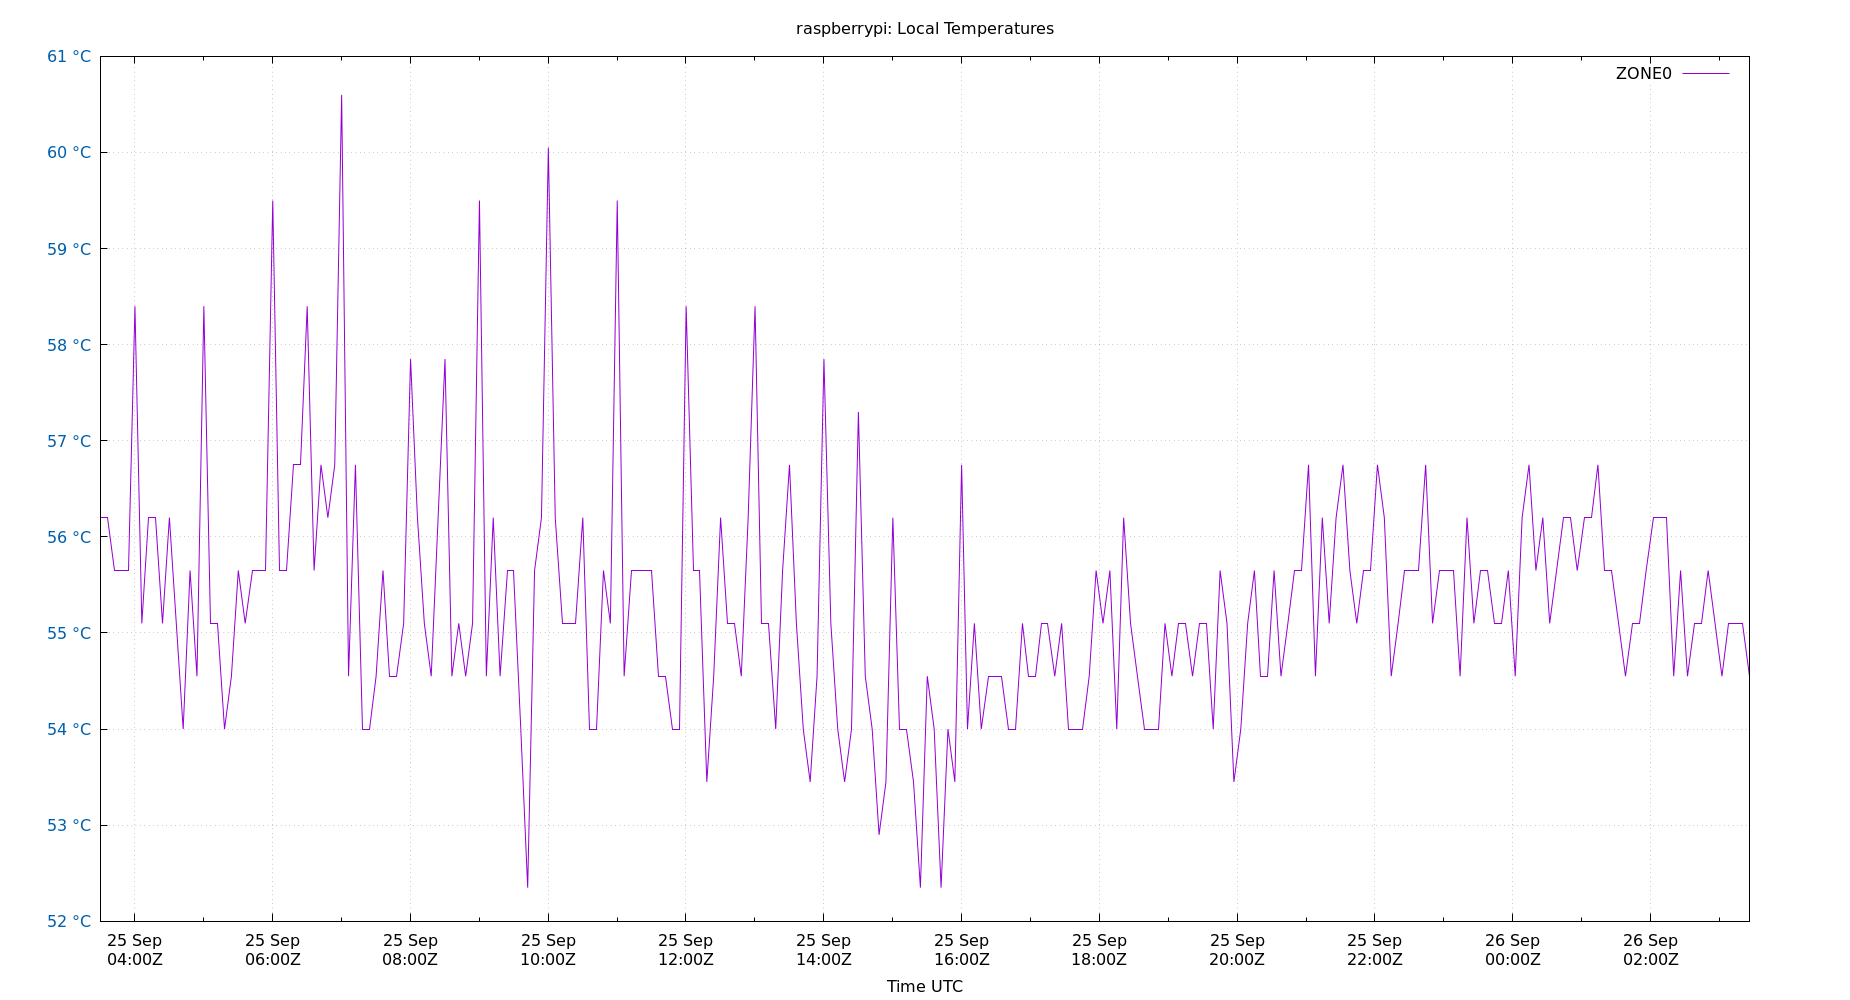 raspberrypi: Local Temperatures
61 °C
ZONE0
60 °C
59 °C
58 °C
57 °C
56 °C
55 °C
54 °C
53 °C
52 °C
25 Sep 25 Sep 25 Sep 25 Sep 25 Sep 25 Sep 25 Sep 25 Sep 25 Sep 25 Sep 26 Sep 26 Sep
04:00Z 06:00Z 08:00Z 10:00Z 12:00Z 14:00Z 16:00Z 18:00Z 20:00Z 22:00Z 00:00Z 02:00Z
Time UTC